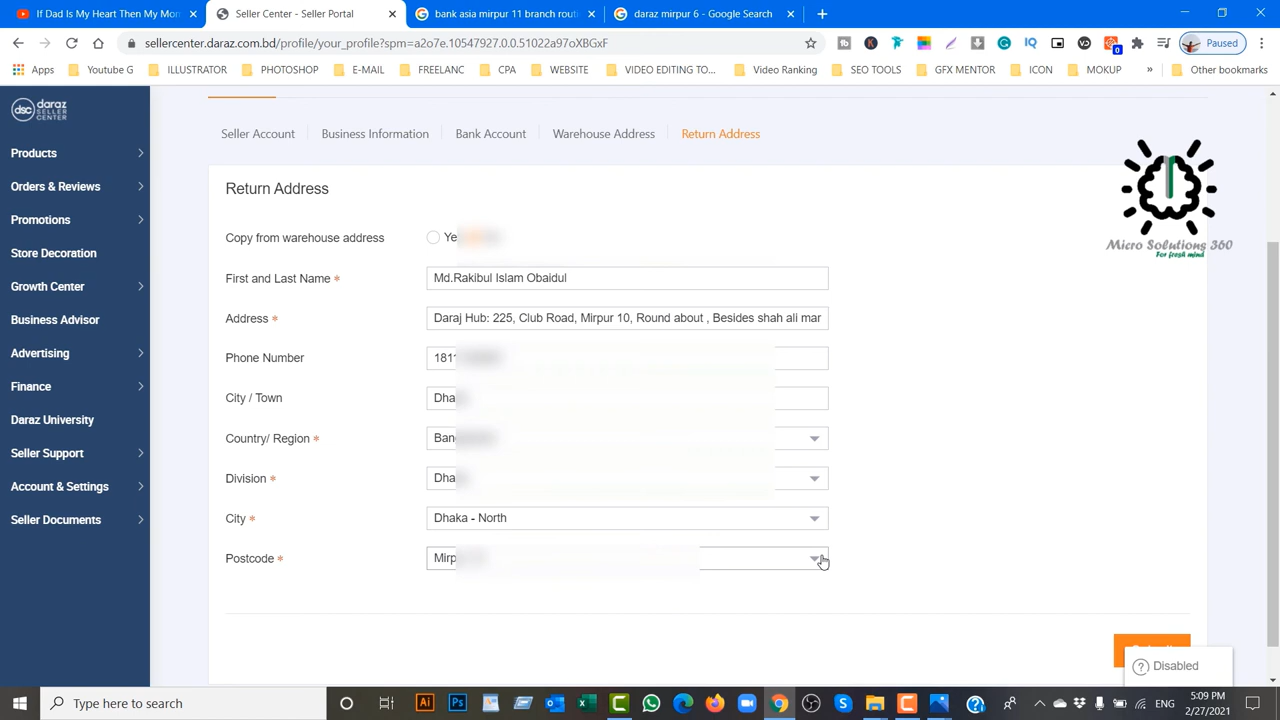 If Dad Is My Heart Then My Mon
Seller Center - Seller Portal
bank asia mirpur 11 branch rout
daraz mirpur 6 - Google Search
sellercenter.daraz.com.bd/profile/your_profile?spm=a2o7e.10547927.0.0.51022a97oXBGxF
Paused
Apps
Youtube G
ILLUSTRATOR
PHOTOSHOP
E-MAIL
FREELANC
CPA
WEBSITE
VIDEO EDITING TO...
Video Ranking
SEO TOOLS
GFX MENTOR
ICON
MOKUP
»
Other bookmarks
dsc DARAZ SELLER CENTER
Products
Orders & Reviews
Promotions
Store Decoration
Growth Center
Business Advisor
Advertising
Finance
Daraz University
Seller Support
Account & Settings
Seller Documents
Seller Account
Business Information
Bank Account
Warehouse Address
Return Address
Return Address
Micro Solutions 360
For fresh mind
Copy from warehouse address
First and Last Name *
Md.Rakibul Islam Obaidul
Address *
Daraj Hub: 225, Club Road, Mirpur 10, Round about , Besides shah ali mar
Phone Number
City / Town
Country/ Region *
Division *
City *
Dhaka - North
Postcode *
Disabled
Type here to search
ENG
5:09 PM
2/27/2021